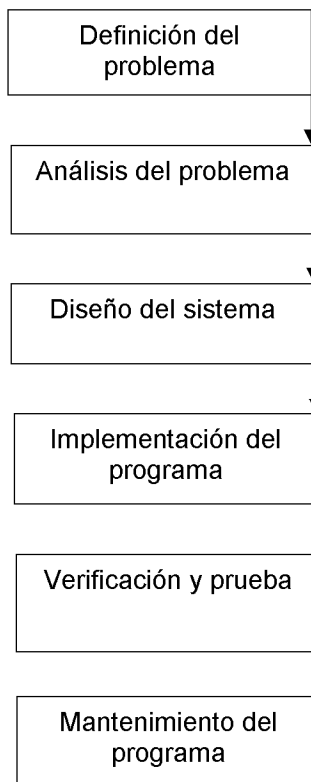 Definición del
problema
Análisis del problema
Diseño del sistema
Implementación del
programa
Verificación y prueba
Mantenimiento del
programa